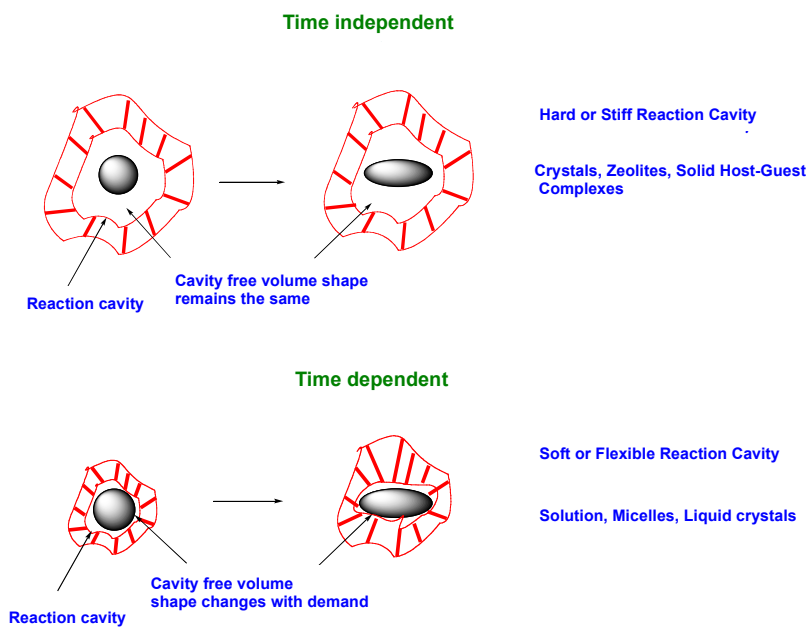 Time independent
Hard or Stiff Reaction Cavity
Crystals, Zeolites, Solid Host-Guest
Complexes
Cavity free volume shape
remains the same
Reaction cavity
Time dependent
Soft or Flexible Reaction Cavity
Solution, Micelles, Liquid crystals
Cavity free volume
shape changes with demand
Reaction cavity